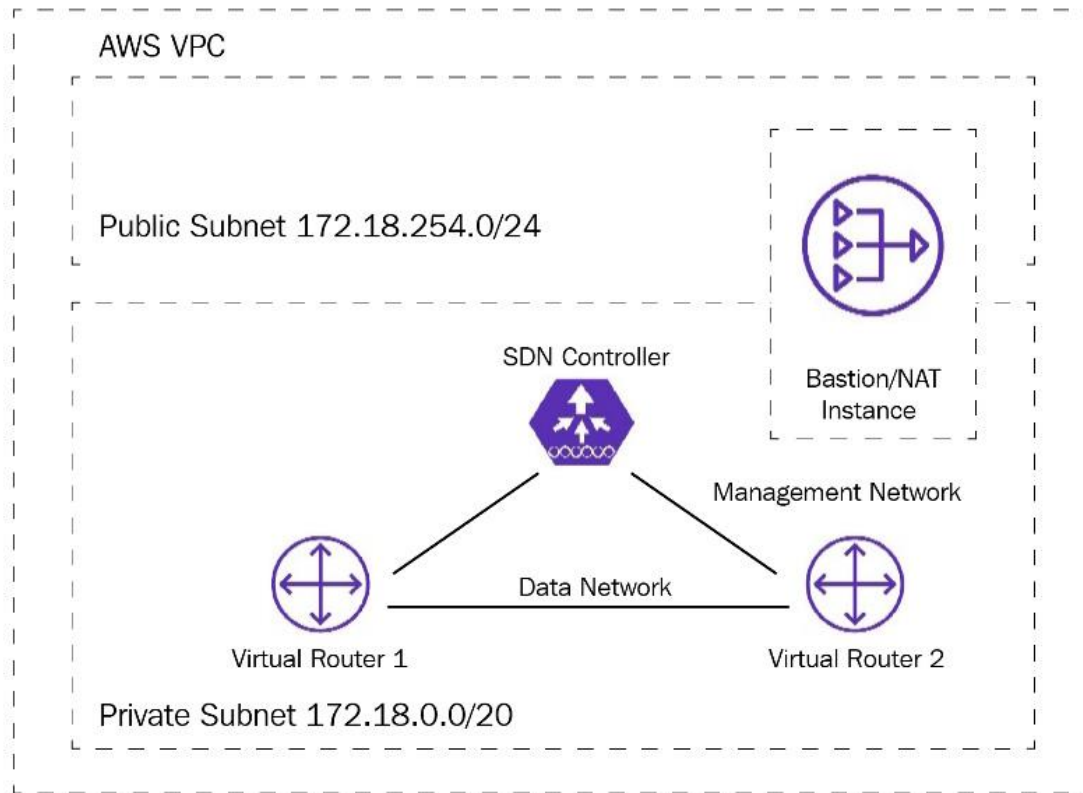 AWS VPC
Public Subnet 172.18.254.0/24
SDN Controller
Bastion/NAT
Instance
Management Network
Data Network
Virtual Router 1
Virtual Router 2
Private Subnet 172.18.0.0/20